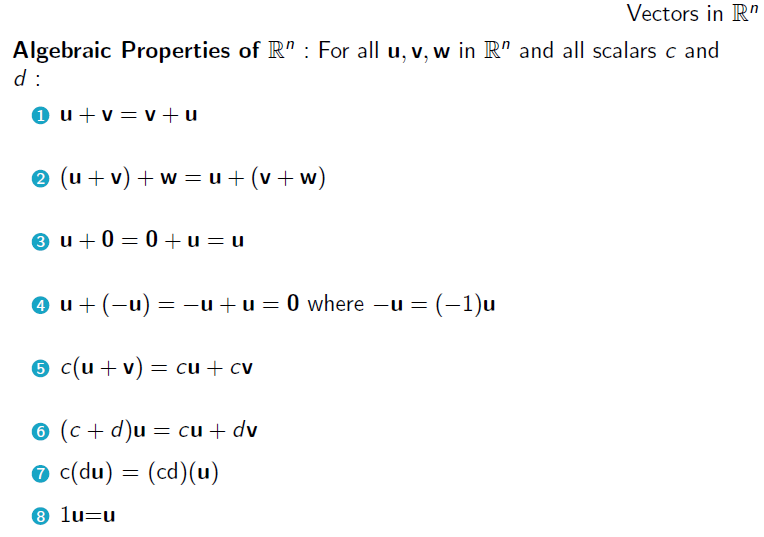 Vectors in ℝⁿ
Algebraic Properties of ℝⁿ : For all u, v, w in ℝⁿ and all scalars c and
d :
1 u + v = v + u
2 (u + v) + w = u + (v + w)
3 u + 0 = 0 + u = u
4 u + (−u) = −u + u = 0 where −u = (−1)u
5 c(u + v) = cu + cv
6 (c + d)u = cu + dv
7 c(du) = (cd)(u)
8 1u=u